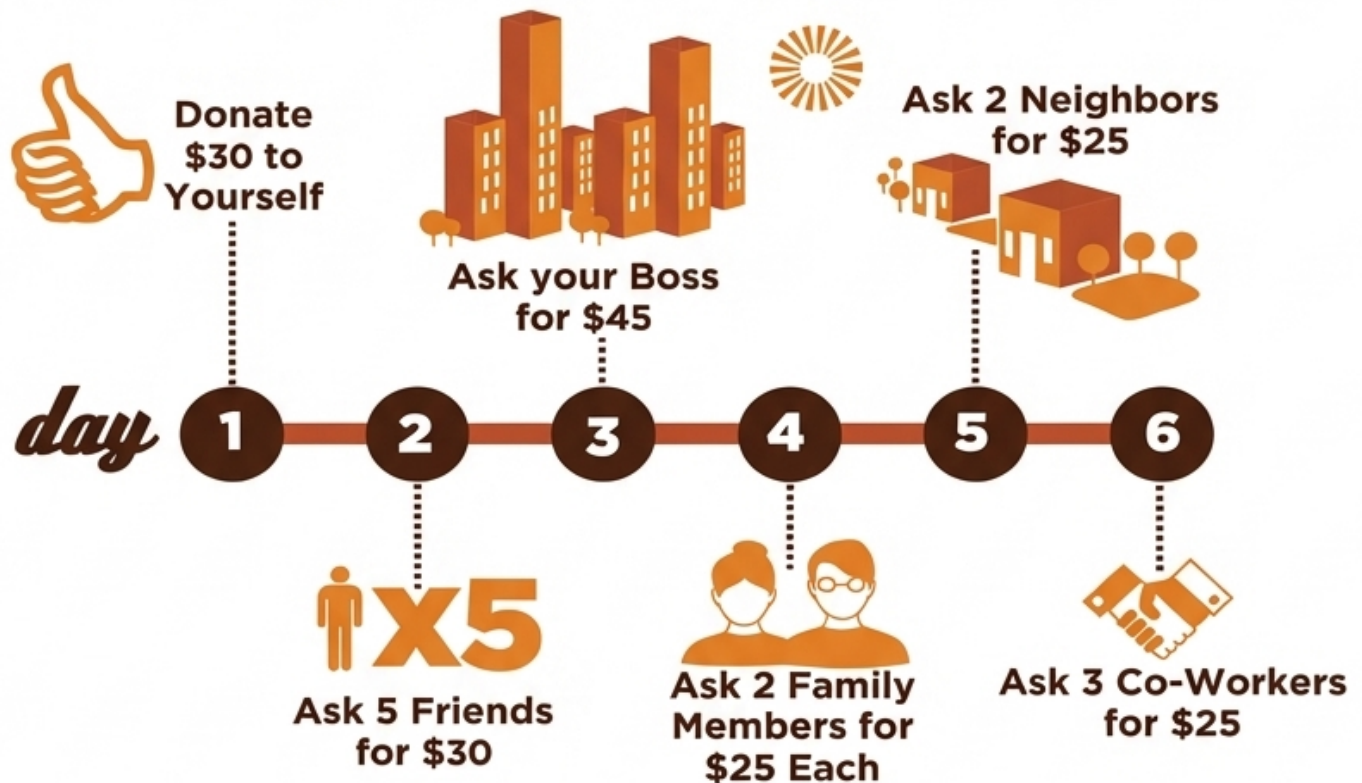 Donate
$30 to
Yourself
Ask your Boss
for $45
Ask 2 Neighbors
for $25
day 1 2 3 4 5 6
x5
Ask 5 Friends
for $30
Ask 2 Family
Members for
$25 Each
Ask 3 Co-Workers
for $25